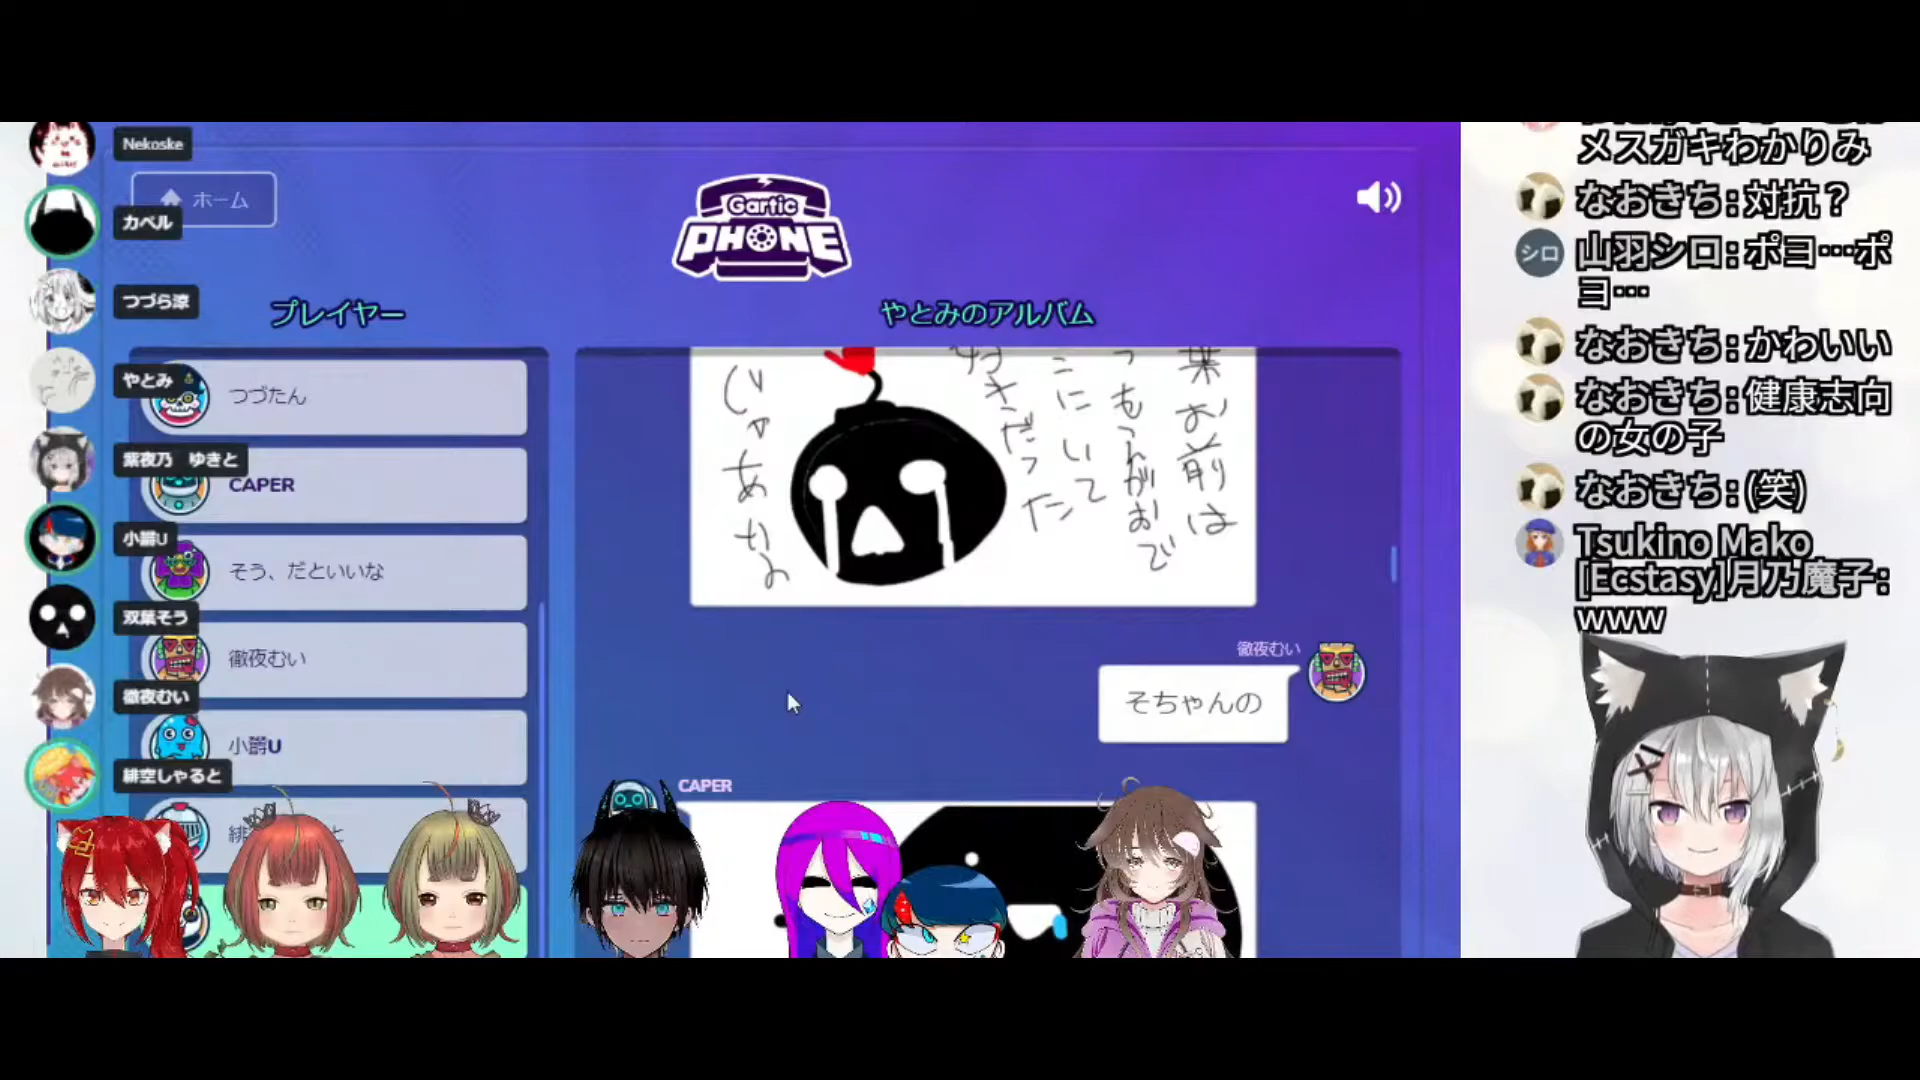 Nekoske
カベル
つづら涼
やとみ
紫夜乃 ゆきと
小爵U
双葉そう
徹夜むい
緋空しゃると
ホーム
Gartic
PHONE
プレイヤー
つづたん
CAPER
そう、だといいな
徹夜むい
小爵U
やとみのアルバム
葉お前は
こにいて
好きだった
じゃあ
徹夜むい
そちゃんの
CAPER
メスガキわかりみ
なおきち: 対抗？
シロ
山羽シロ: ポヨ…ポ
ヨ…
なおきち: かわいい
なおきち: 健康志向
の女の子
なおきち: (笑)
Tsukino Mako
[Ecstasy]月乃魔子:
www